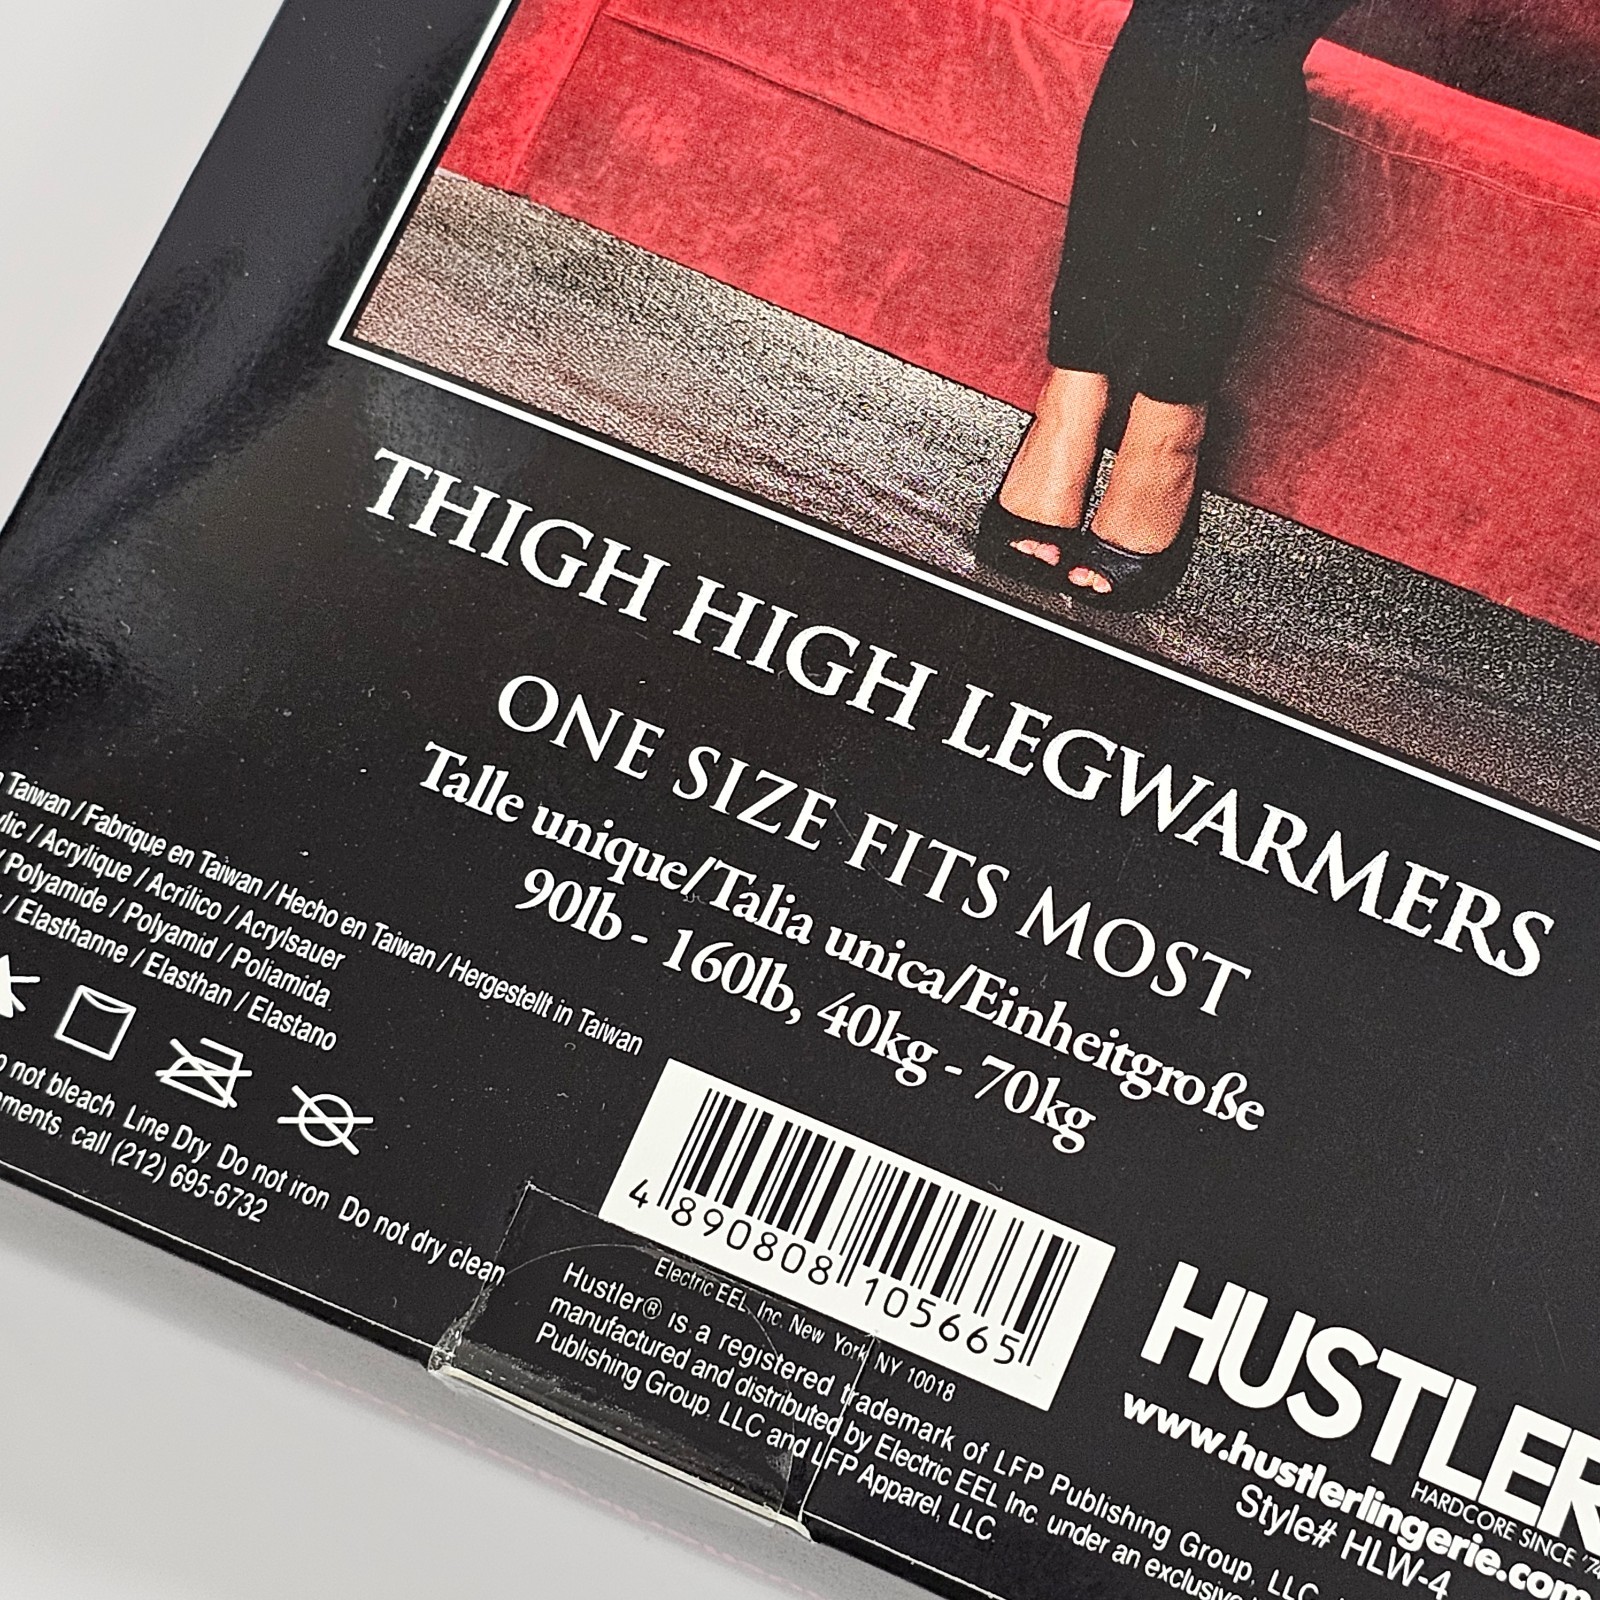 THIGH HIGH LEGWARMERS
ONE SIZE FITS MOST
Talle unique/Talia unica/Einheitgroße
90lb - 160lb, 40kg - 70kg
Taiwan / Fabrique en Taiwan / Hecho en Taiwan / Hergestellt in Taiwan
/ Acrylique / Acrílico / Acrylsauer
/ Polyamide / Polyamid / Poliamida
/ Elasthanne / Elasthan / Elastano
not bleach Line Dry Do not iron Do not dry clean
call (212) 695-6732
4 890808 105665
Electric EEL Inc. New York NY 10018
Hustler® is a registered trademark of LFP Publishing Group, LLC
manufactured and distributed by Electric EEL Inc. under an exclusive
Publishing Group, LLC and LFP Apparel, LLC.
HUSTLER
HARDCORE SINCE '74
www.hustlerlingerie.com
Style# HLW-4